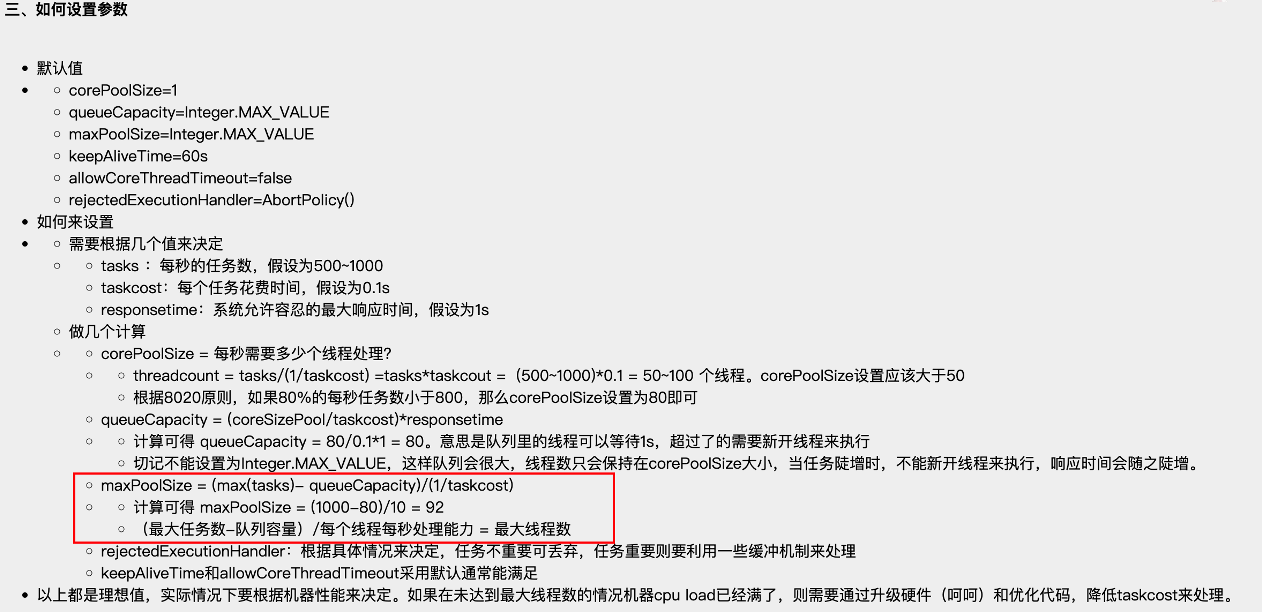 三、如何设置参数
默认值
corePoolSize=1
queueCapacity=Integer.MAX_VALUE
maxPoolSize=Integer.MAX_VALUE
keepAliveTime=60s
allowCoreThreadTimeout=false
rejectedExecutionHandler=AbortPolicy()
如何来设置
需要根据几个值来决定
tasks ：每秒的任务数，假设为500~1000
taskcost：每个任务花费时间，假设为0.1s
responsetime：系统允许容忍的最大响应时间，假设为1s
做几个计算
corePoolSize = 每秒需要多少个线程处理？
threadcount = tasks/(1/taskcost) =tasks*taskcout =  (500~1000)*0.1 = 50~100 个线程。corePoolSize设置应该大于50
根据8020原则，如果80%的每秒任务数小于800，那么corePoolSize设置为80即可
queueCapacity = (coreSizePool/taskcost)*responsetime
计算可得 queueCapacity = 80/0.1*1 = 80。意思是队列里的线程可以等待1s，超过了的需要新开线程来执行
切记不能设置为Integer.MAX_VALUE，这样队列会很大，线程数只会保持在corePoolSize大小，当任务陡增时，不能新开线程来执行，响应时间会随之陡增。
maxPoolSize = (max(tasks)- queueCapacity)/(1/taskcost)
计算可得 maxPoolSize = (1000-80)/10 = 92
（最大任务数-队列容量）/每个线程每秒处理能力 = 最大线程数
rejectedExecutionHandler：根据具体情况来决定，任务不重要可丢弃，任务重要则要利用一些缓冲机制来处理
keepAliveTime和allowCoreThreadTimeout采用默认通常能满足
以上都是理想值，实际情况下要根据机器性能来决定。如果在未达到最大线程数的情况机器cpu load已经满了，则需要通过升级硬件（呵呵）和优化代码，降低taskcost来处理。